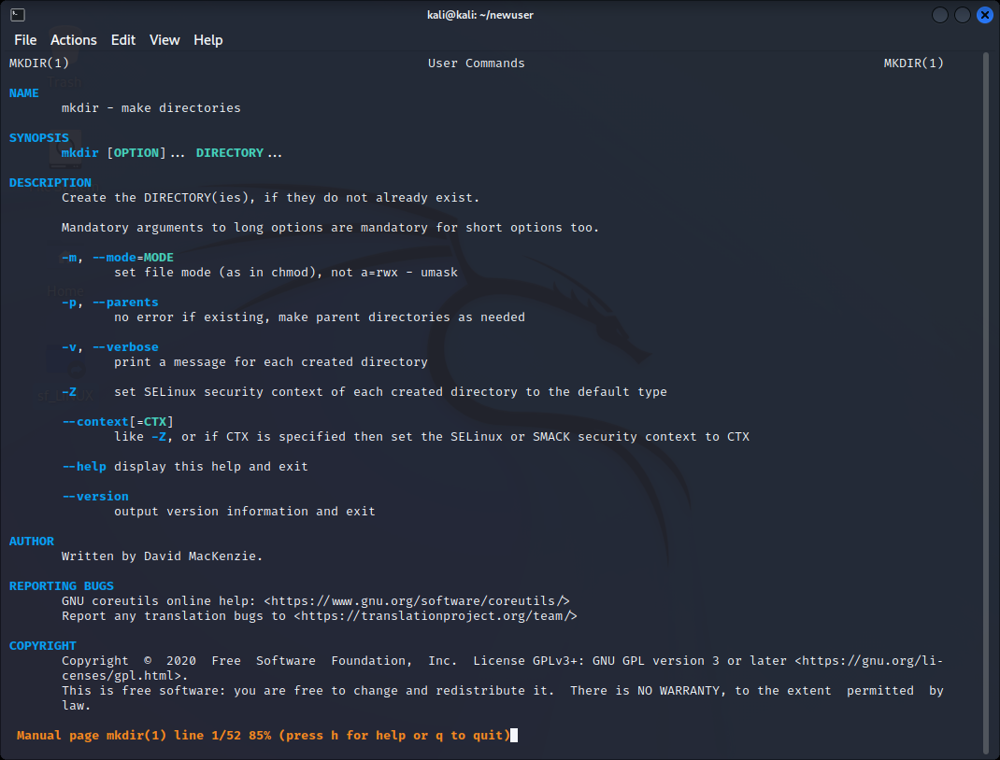 kali@kali: ~/newuser
File Actions Edit View Help
MKDIR(1) User Commands MKDIR(1)
NAME
mkdir - make directories
SYNOPSIS
mkdir [OPTION]... DIRECTORY...
DESCRIPTION
Create the DIRECTORY(ies), if they do not already exist.
Mandatory arguments to long options are mandatory for short options too.
-m, --mode=MODE
set file mode (as in chmod), not a=rwx - umask
-p, --parents
no error if existing, make parent directories as needed
-v, --verbose
print a message for each created directory
-Z set SELinux security context of each created directory to the default type
--context[=CTX]
like -Z, or if CTX is specified then set the SELinux or SMACK security context to CTX
--help display this help and exit
--version
output version information and exit
AUTHOR
Written by David MacKenzie.
REPORTING BUGS
GNU coreutils online help: <https://www.gnu.org/software/coreutils/>
Report any translation bugs to <https://translationproject.org/team/>
COPYRIGHT
Copyright © 2020 Free Software Foundation, Inc. License GPLv3+: GNU GPL version 3 or later <https://gnu.org/li-
censes/gpl.html>.
This is free software: you are free to change and redistribute it. There is NO WARRANTY, to the extent permitted by
law.
Manual page mkdir(1) line 1/52 85% (press h for help or q to quit)
Trash
Home